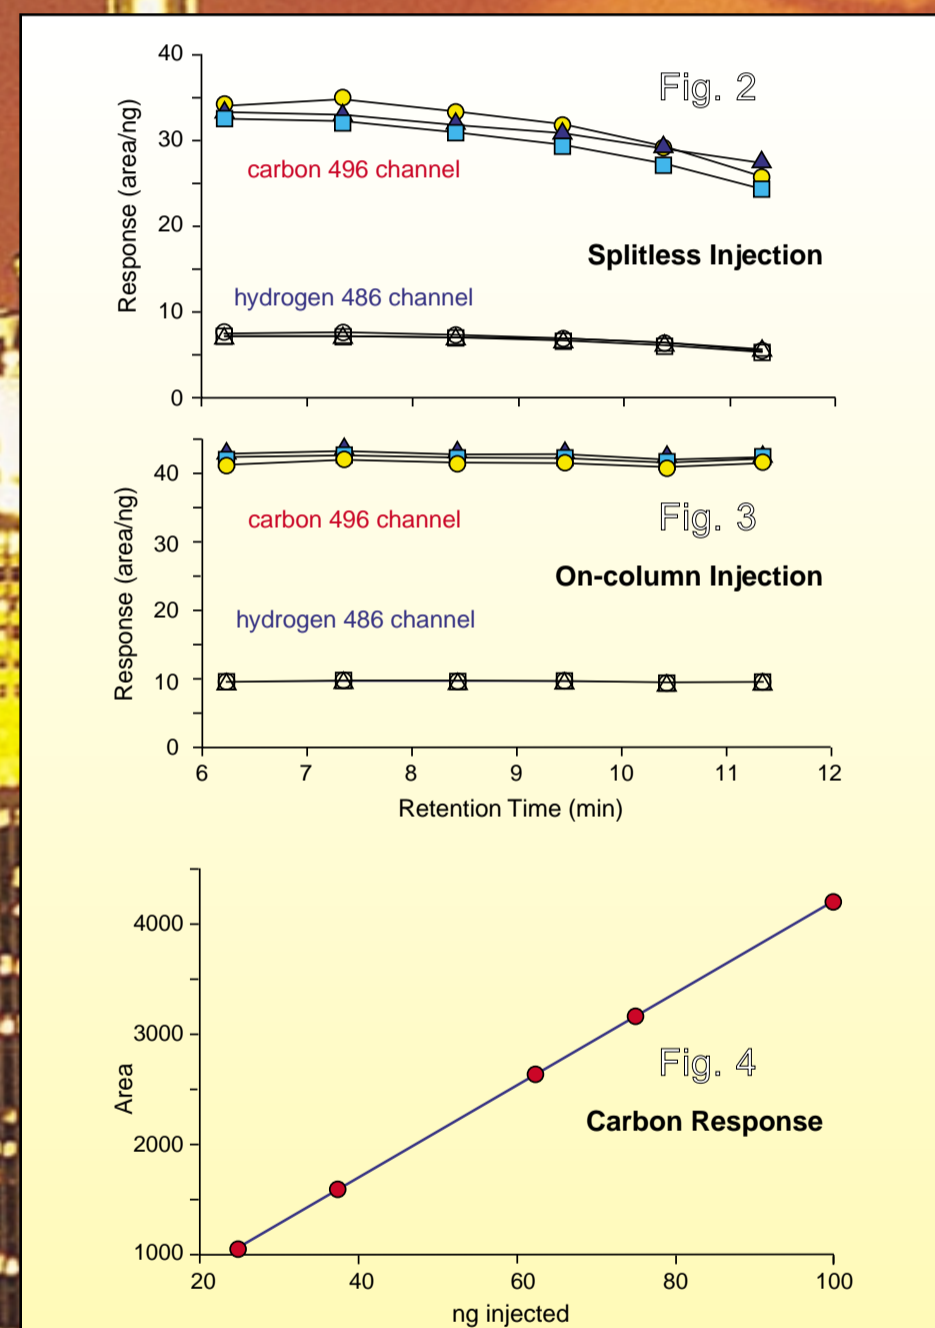 40
Fig. 2
30
carbon 496 channel
Response (area/ng)
20
Splitless Injection
hydrogen 486 channel
10
0
40
carbon 496 channel
Fig. 3
30
On-column Injection
Response (area/ng)
20
hydrogen 486 channel
10
0
6 7 8 9 10 11 12
Retention Time (min)
4000
3000
Fig. 4
Area
Carbon Response
2000
1000
20 40 60 80 100
ng injected